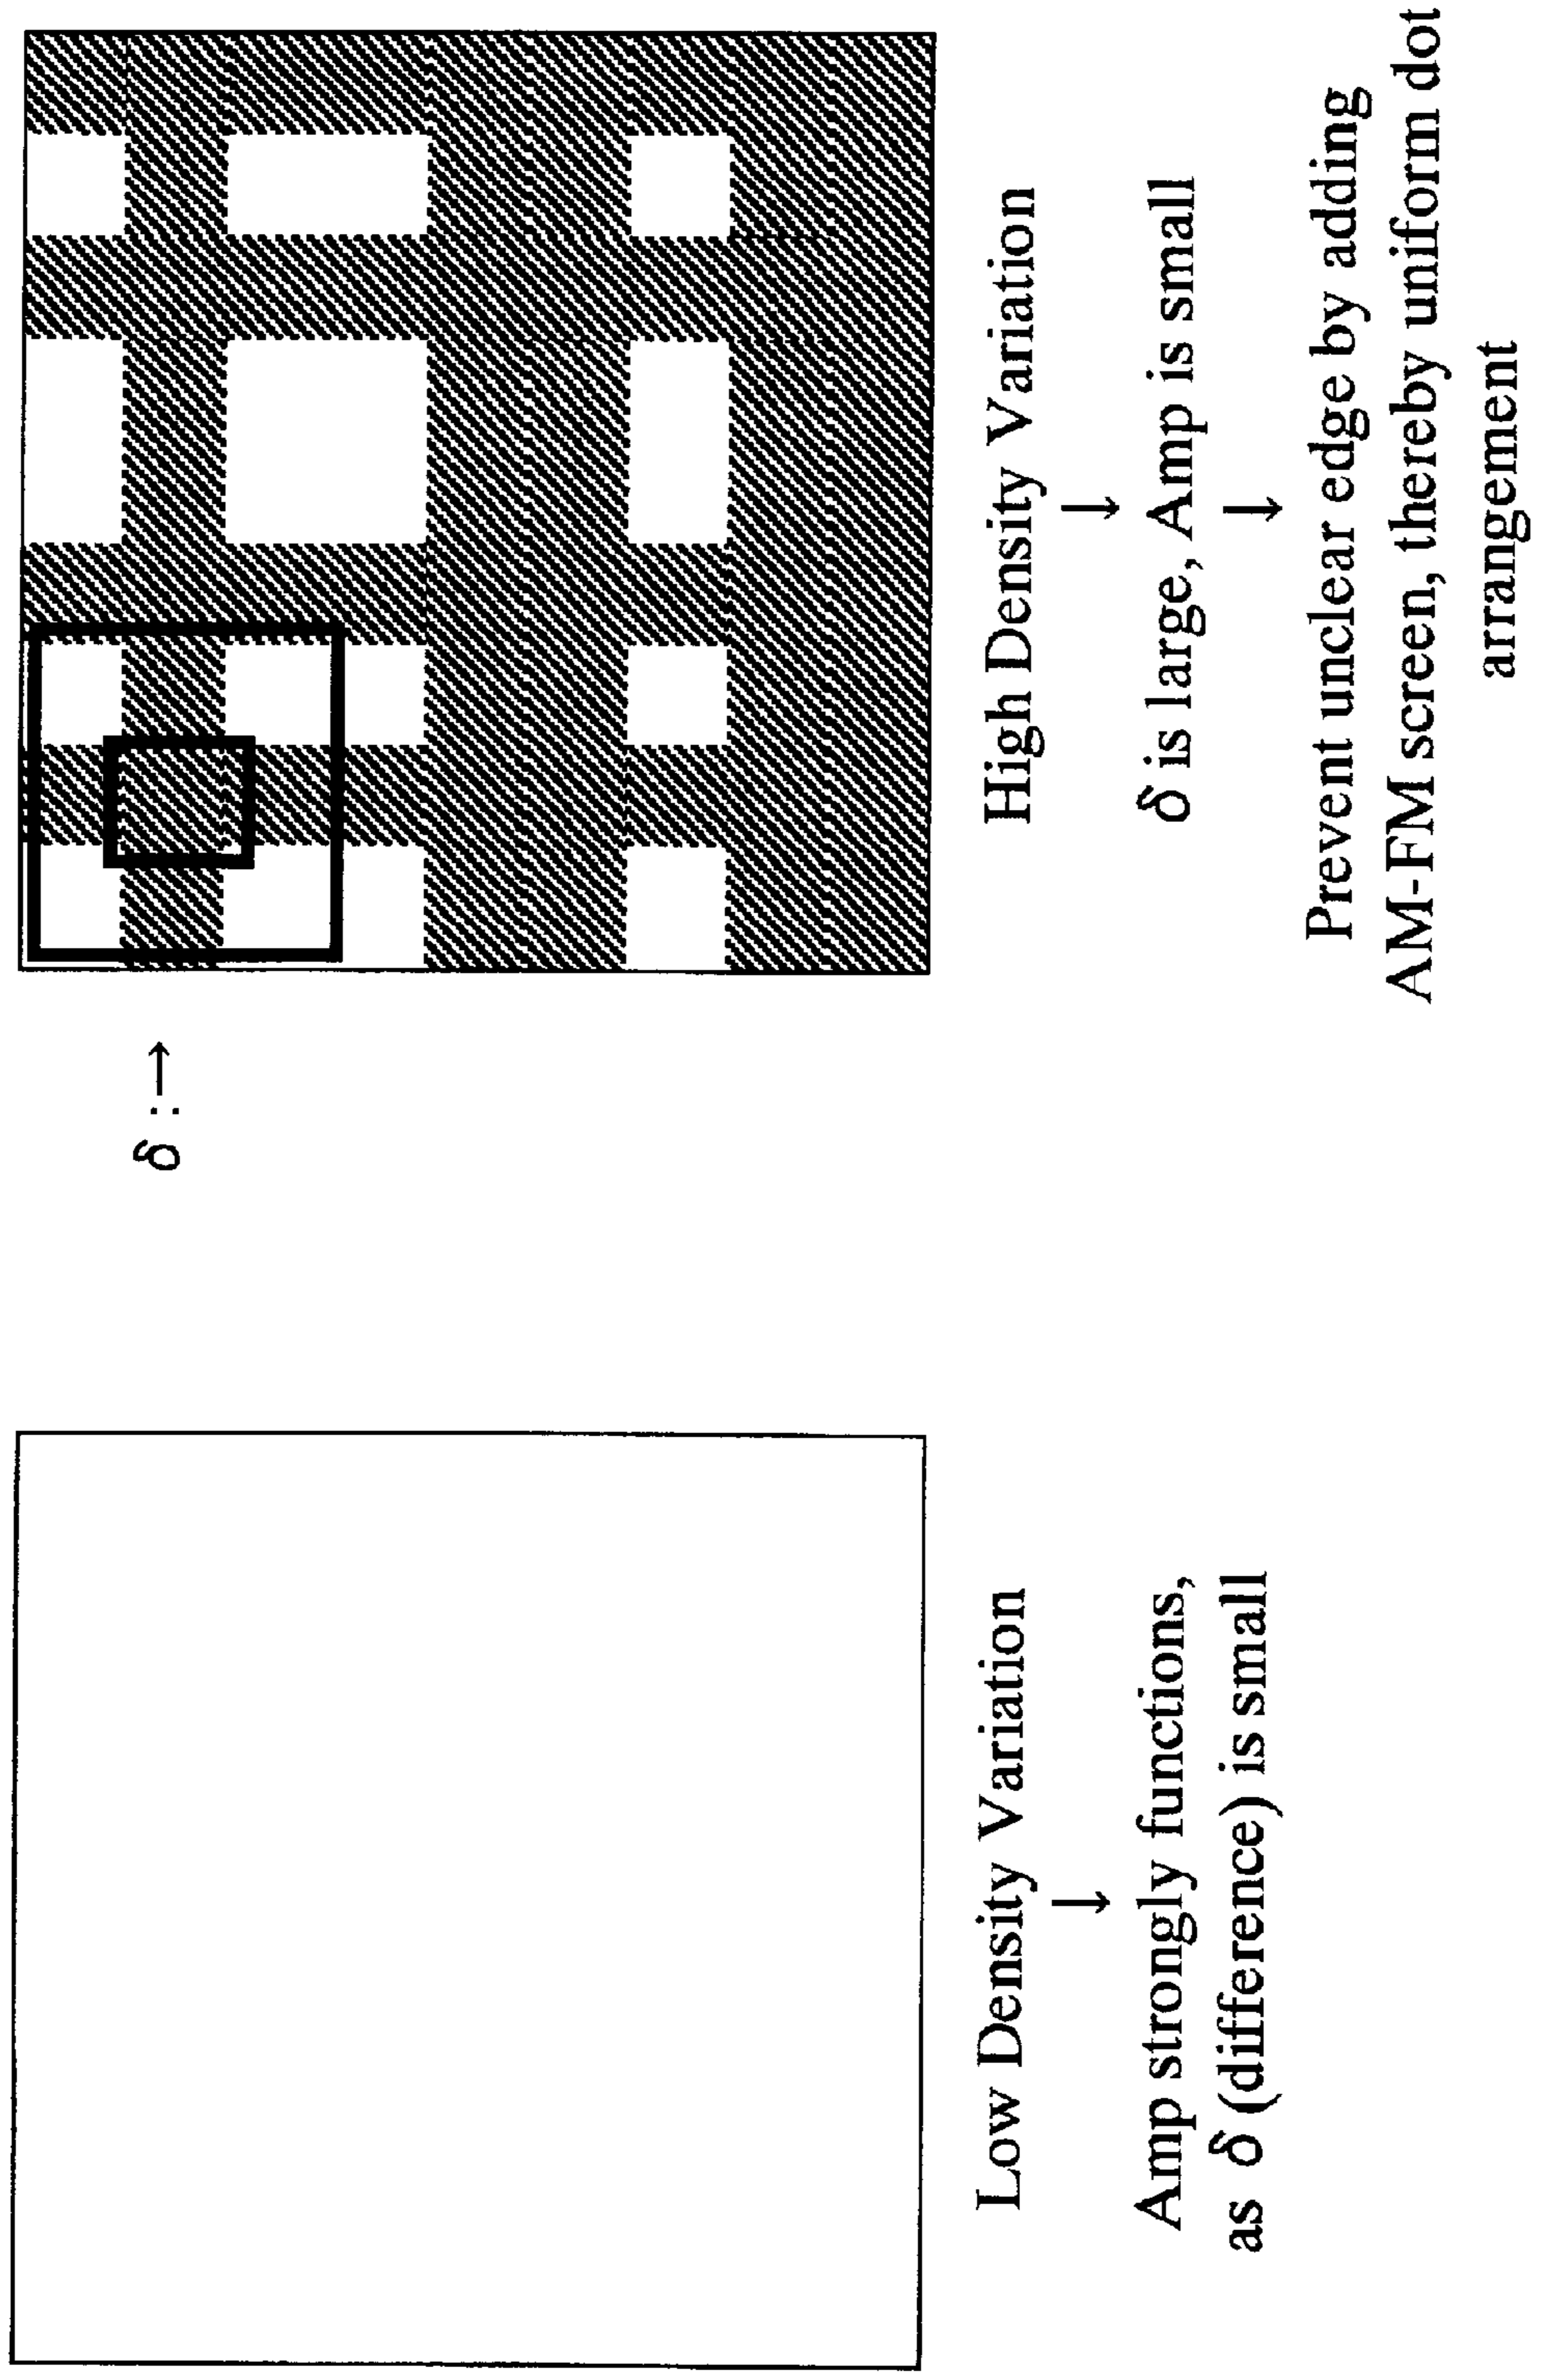 δ : →
Low Density Variation
↓
Amp strongly functions,
as δ (difference) is small
High Density Variation
↓
δ is large, Amp is small
↓
Prevent unclear edge by adding
AM-FM screen, thereby uniform dot
arrangement